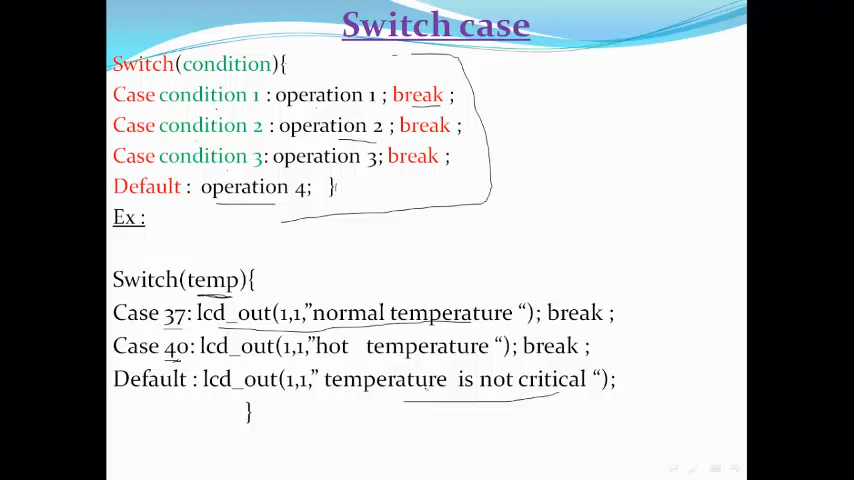 Switch case
Switch(condition){
Case condition 1 : operation 1 ; break ;
Case condition 2 : operation 2 ; break ;
Case condition 3: operation 3; break ;
Default : operation 4; }
Ex :
Switch(temp){
Case 37: lcd_out(1,1,”normal temperature “); break ;
Case 40: lcd_out(1,1,”hot temperature “); break ;
Default : lcd_out(1,1,” temperature is not critical “);
}